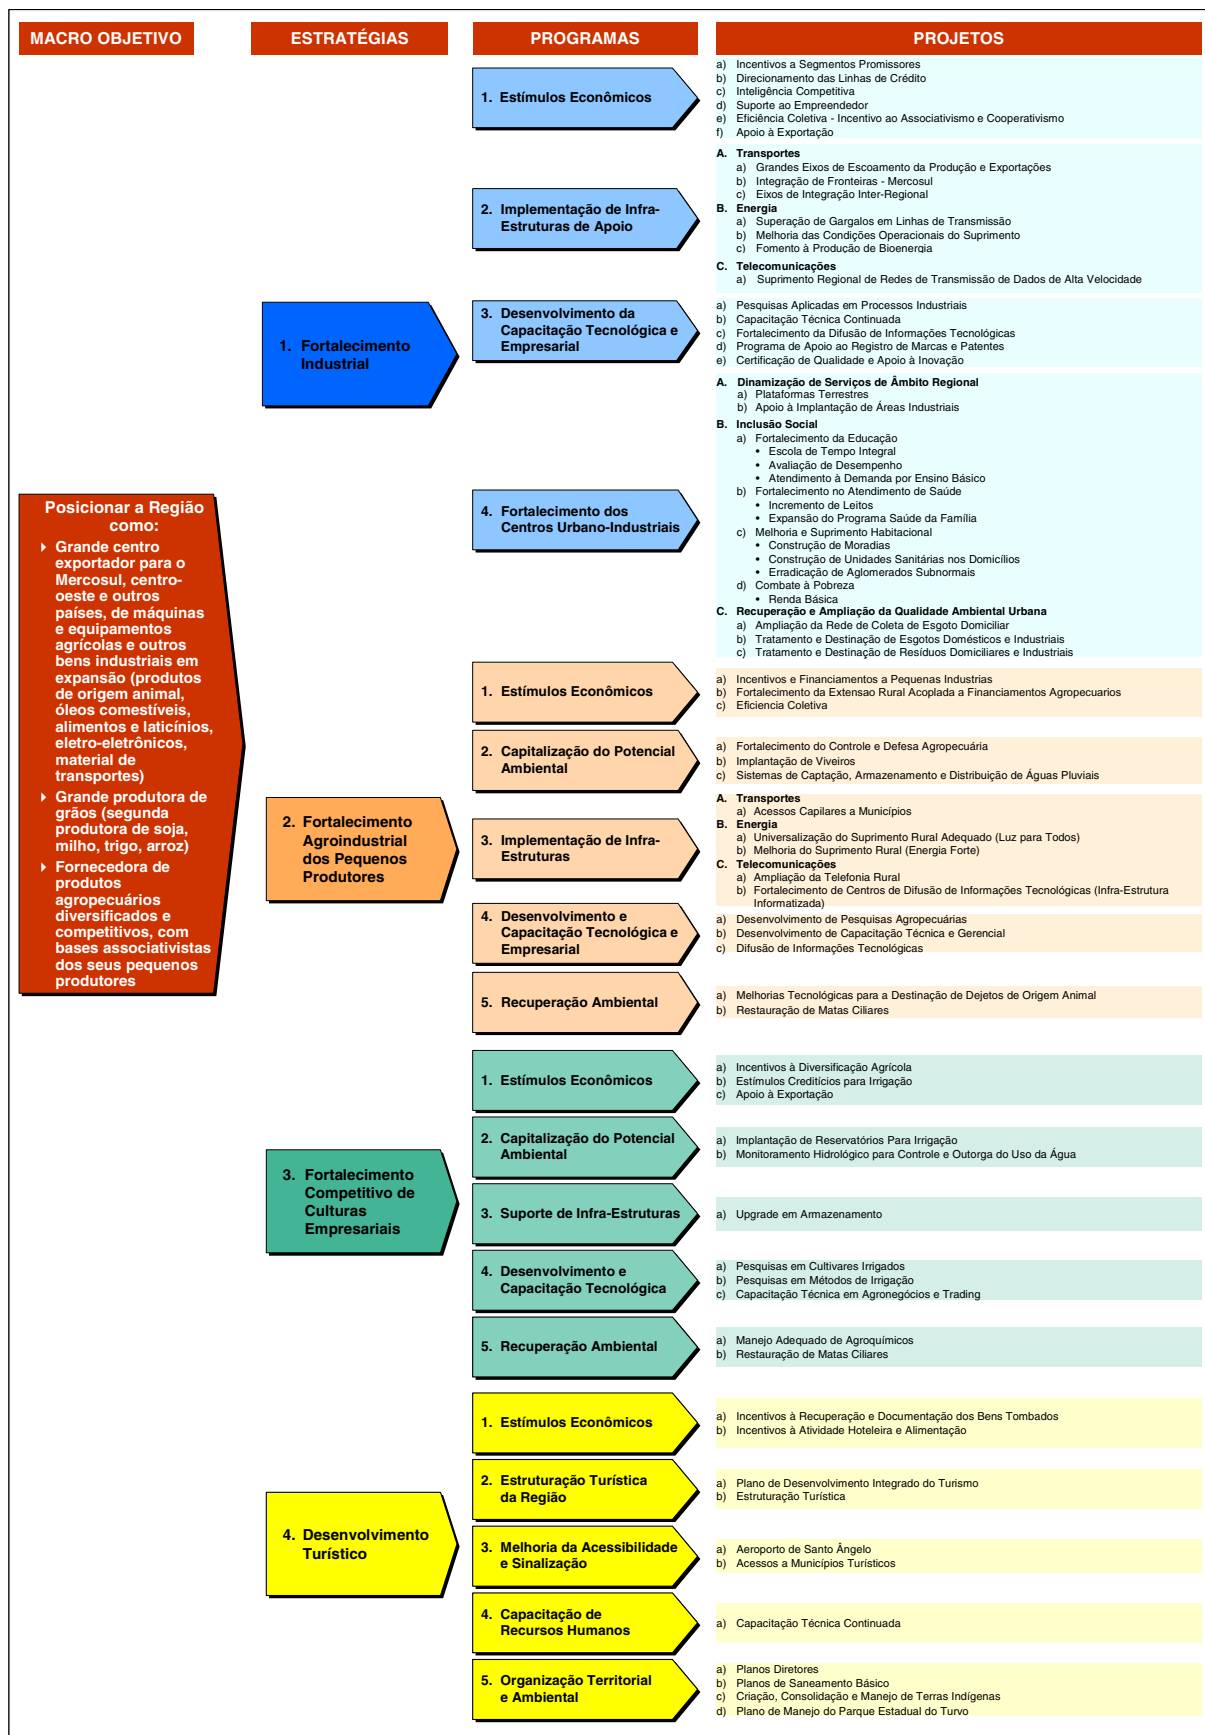 MACRO OBJETIVO
ESTRATÉGIAS
PROGRAMAS
PROJETOS
Posicionar a Região
como:
Grande centro
exportador para o
Mercosul, centro-
oeste e outros
países, de máquinas
e equipamentos
agrícolas e outros
bens industriais em
expansão (produtos
de origem animal,
óleos comestíveis,
alimentos e laticínios,
eletro-eletrônicos,
material de
transportes)
Grande produtora de
grãos (segunda
produtora de soja,
milho, trigo, arroz)
Fornecedora de
produtos
agropecuários
diversificados e
competitivos, com
bases associativistas
dos seus pequenos
produtores
1. Fortalecimento
Industrial
1. Estímulos Econômicos
a) Incentivos a Segmentos Promissores
b) Direcionamento das Linhas de Crédito
c) Inteligência Competitiva
d) Suporte ao Empreendedor
e) Eficiência Coletiva - Incentivo ao Associativismo e Cooperativismo
f) Apoio à Exportação
2. Implementação de Infra-
Estruturas de Apoio
A. Transportes
a) Grandes Eixos de Escoamento da Produção e Exportações
b) Integração de Fronteiras - Mercosul
c) Eixos de Integração Inter-Regional
B. Energia
a) Superação de Gargalos em Linhas de Transmissão
b) Melhoria das Condições Operacionais do Suprimento
c) Fomento à Produção de Bioenergia
C. Telecomunicações
a) Suprimento Regional de Redes de Transmissão de Dados de Alta Velocidade
3. Desenvolvimento da
Capacitação Tecnológica e
Empresarial
a) Pesquisas Aplicadas em Processos Industriais
b) Capacitação Técnica Continuada
c) Fortalecimento da Difusão de Informações Tecnológicas
d) Programa de Apoio ao Registro de Marcas e Patentes
e) Certificação de Qualidade e Apoio à Inovação
4. Fortalecimento dos
Centros Urbano-Industriais
A. Dinamização de Serviços de Âmbito Regional
a) Plataformas Terrestres
b) Apoio à Implantação de Áreas Industriais
B. Inclusão Social
a) Fortalecimento da Educação
• Escola de Tempo Integral
• Avaliação de Desempenho
• Atendimento à Demanda por Ensino Básico
b) Fortalecimento no Atendimento de Saúde
• Incremento de Leitos
• Expansão do Programa Saúde da Família
c) Melhoria e Suprimento Habitacional
• Construção de Moradias
• Construção de Unidades Sanitárias nos Domicílios
• Erradicação de Aglomerados Subnormais
d) Combate à Pobreza
• Renda Básica
C. Recuperação e Ampliação da Qualidade Ambiental Urbana
a) Ampliação da Rede de Coleta de Esgoto Domiciliar
b) Tratamento e Destinação de Esgotos Domésticos e Industriais
c) Tratamento e Destinação de Resíduos Domiciliares e Industriais
2. Fortalecimento
Agroindustrial
dos Pequenos
Produtores
1. Estímulos Econômicos
a) Incentivos e Financiamentos a Pequenas Industrias
b) Fortalecimento da Extensao Rural Acoplada a Financiamentos Agropecuarios
c) Eficiencia Coletiva
2. Capitalização do Potencial
Ambiental
a) Fortalecimento do Controle e Defesa Agropecuária
b) Implantação de Viveiros
c) Sistemas de Captação, Armazenamento e Distribuição de Águas Pluviais
3. Implementação de Infra-
Estruturas
A. Transportes
a) Acessos Capilares a Municípios
B. Energia
a) Universalização do Suprimento Rural Adequado (Luz para Todos)
b) Melhoria do Suprimento Rural (Energia Forte)
C. Telecomunicações
a) Ampliação da Telefonia Rural
b) Fortalecimento de Centros de Difusão de Informações Tecnológicas (Infra-Estrutura
Informatizada)
4. Desenvolvimento e
Capacitação Tecnológica e
Empresarial
a) Desenvolvimento de Pesquisas Agropecuárias
b) Desenvolvimento de Capacitação Técnica e Gerencial
c) Difusão de Informações Tecnológicas
5. Recuperação Ambiental
a) Melhorias Tecnológicas para a Destinação de Dejetos de Origem Animal
b) Restauração de Matas Ciliares
3. Fortalecimento
Competitivo de
Culturas
Empresariais
1. Estímulos Econômicos
a) Incentivos à Diversificação Agrícola
b) Estímulos Creditícios para Irrigação
c) Apoio à Exportação
2. Capitalização do Potencial
Ambiental
a) Implantação de Reservatórios Para Irrigação
b) Monitoramento Hidrológico para Controle e Outorga do Uso da Água
3. Suporte de Infra-Estruturas
a) Upgrade em Armazenamento
4. Desenvolvimento e
Capacitação Tecnológica
a) Pesquisas em Cultivares Irrigados
b) Pesquisas em Métodos de Irrigação
c) Capacitação Técnica em Agronegócios e Trading
5. Recuperação Ambiental
a) Manejo Adequado de Agroquímicos
b) Restauração de Matas Ciliares
4. Desenvolvimento
Turístico
1. Estímulos Econômicos
a) Incentivos à Recuperação e Documentação dos Bens Tombados
b) Incentivos à Atividade Hoteleira e Alimentação
2. Estruturação Turística
da Região
a) Plano de Desenvolvimento Integrado do Turismo
b) Estruturação Turística
3. Melhoria da Acessibilidade
e Sinalização
a) Aeroporto de Santo Ângelo
b) Acessos a Municípios Turísticos
4. Capacitação de
Recursos Humanos
a) Capacitação Técnica Continuada
5. Organização Territorial
e Ambiental
a) Planos Diretores
b) Planos de Saneamento Básico
c) Criação, Consolidação e Manejo de Terras Indígenas
d) Plano de Manejo do Parque Estadual do Turvo